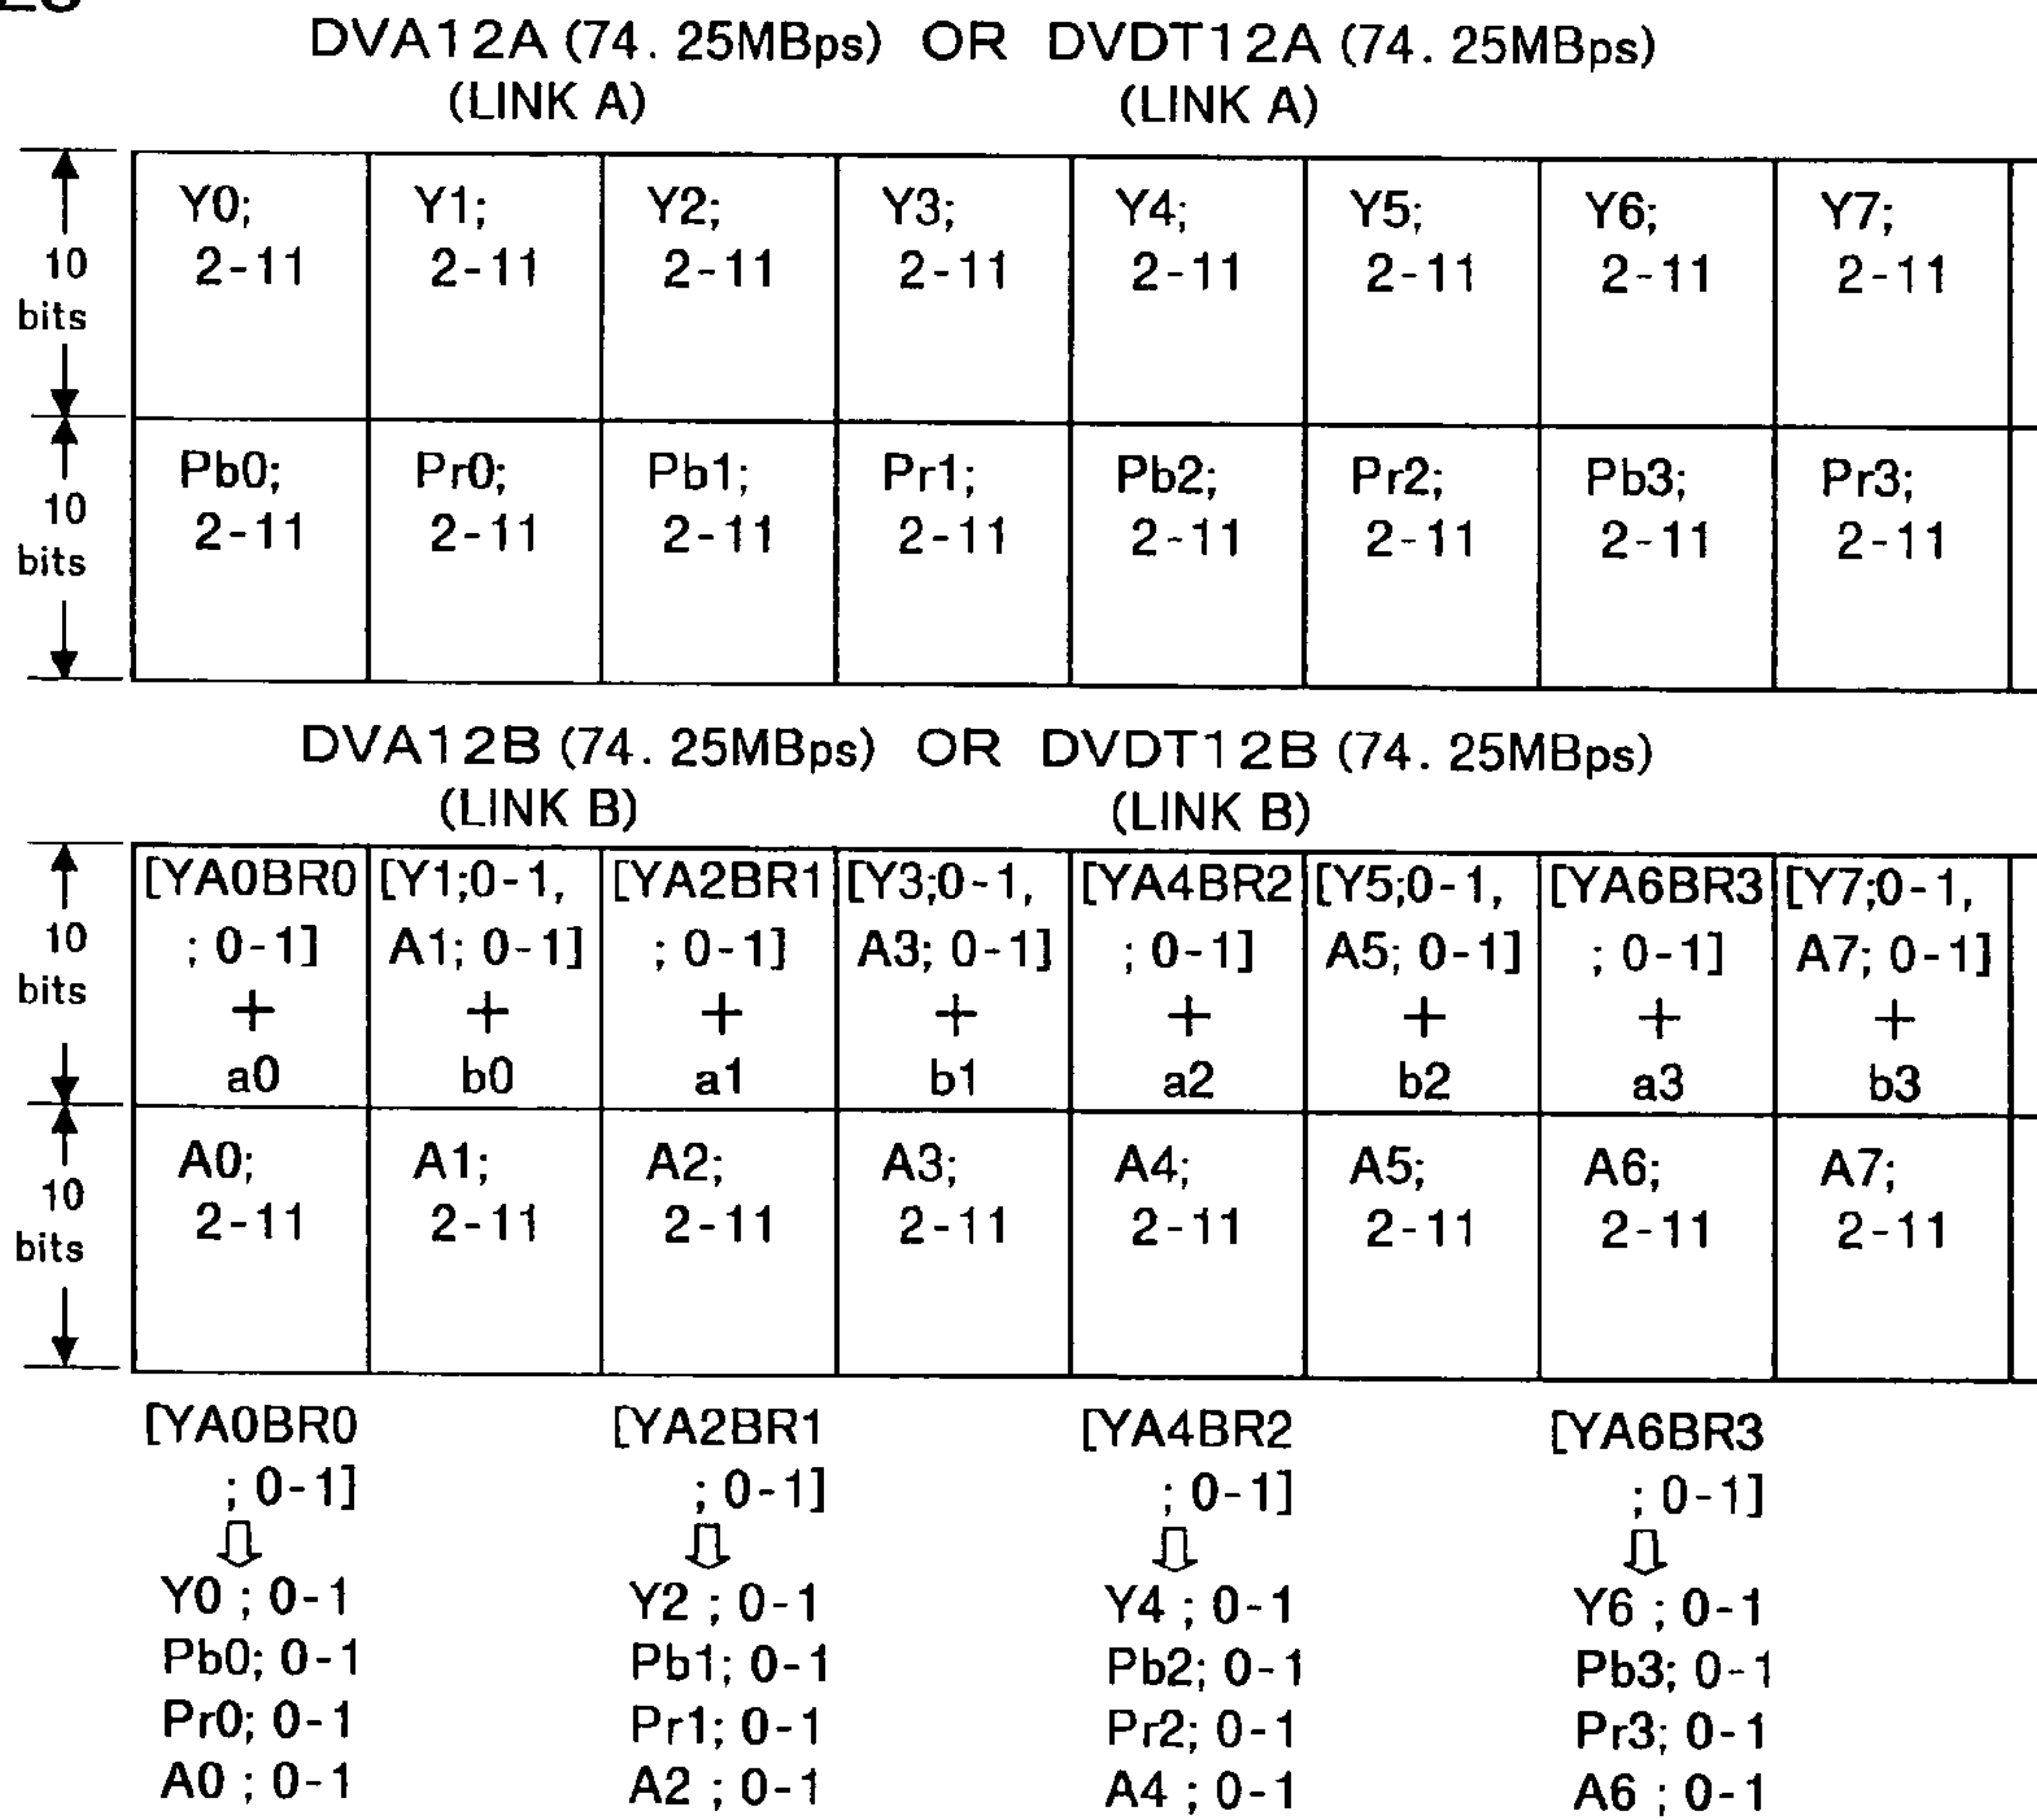 DVA12A (74. 25MBps) OR DVDT12A (74. 25MBps)
(LINK A) (LINK A)
10 bits
Y0; 2-11 Y1; 2-11 Y2; 2-11 Y3; 2-11 Y4; 2-11 Y5; 2-11 Y6; 2-11 Y7; 2-11
10 bits
Pb0; 2-11 Pr0; 2-11 Pb1; 2-11 Pr1; 2-11 Pb2; 2-11 Pr2; 2-11 Pb3; 2-11 Pr3; 2-11
DVA12B (74. 25MBps) OR DVDT12B (74. 25MBps)
(LINK B) (LINK B)
10 bits
[YA0BR0 [Y1;0-1, [YA2BR1 [Y3;0-1, [YA4BR2 [Y5;0-1, [YA6BR3 [Y7;0-1,
; 0-1] A1; 0-1] ; 0-1] A3; 0-1] ; 0-1] A5; 0-1] ; 0-1] A7; 0-1]
+ + + + + + + +
a0 b0 a1 b1 a2 b2 a3 b3
10 bits
A0; 2-11 A1; 2-11 A2; 2-11 A3; 2-11 A4; 2-11 A5; 2-11 A6; 2-11 A7; 2-11
[YA0BR0 [YA2BR1 [YA4BR2 [YA6BR3
; 0-1] ; 0-1] ; 0-1] ; 0-1]
Y0 ; 0-1 Y2 ; 0-1 Y4 ; 0-1 Y6 ; 0-1
Pb0; 0-1 Pb1; 0-1 Pb2; 0-1 Pb3; 0-1
Pr0; 0-1 Pr1; 0-1 Pr2; 0-1 Pr3; 0-1
A0 ; 0-1 A2 ; 0-1 A4 ; 0-1 A6 ; 0-1